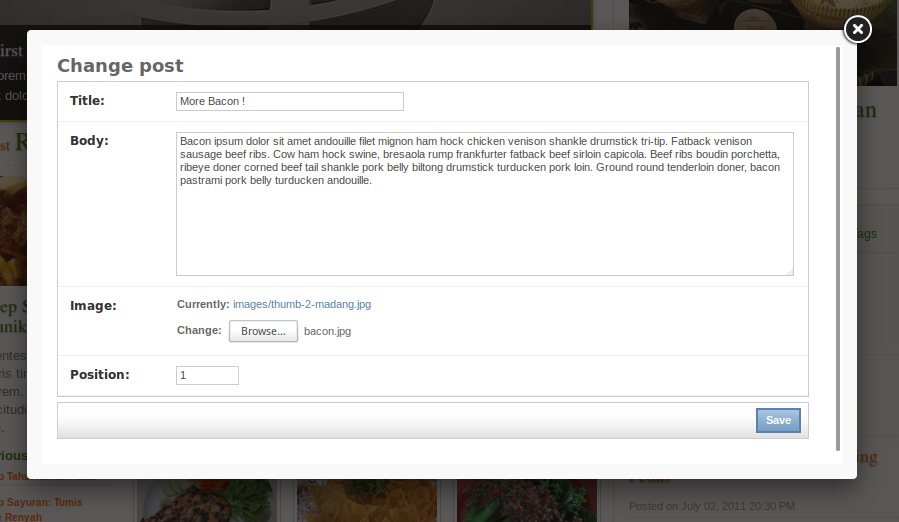 Change post
Title:
More Bacon !
Body:
Bacon ipsum dolor sit amet andouille filet mignon ham hock chicken venison shankle drumstick tri-tip. Fatback venison
sausage beef ribs. Cow ham hock swine, bresaola rump frankfurter fatback beef sirloin capicola. Beef ribs boudin porchetta,
ribeye doner corned beef tail shankle pork belly biltong drumstick turducken pork loin. Ground round tenderloin doner, bacon
pastrami pork belly turducken andouille.
Image:
Currently: images/thumb-2-madang.jpg
Change: Browse... bacon.jpg
Position:
1
Save
Sayuran: Tumis
Renyah
Posted on July 02, 2011 20:30 PM